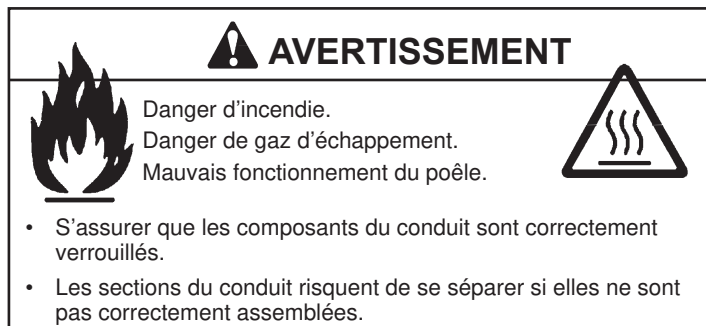 AVERTISSEMENT
Danger d’incendie.
Danger de gaz d’échappement.
Mauvais fonctionnement du poêle.
• S’assurer que les composants du conduit sont correctement
verrouillés.
• Les sections du conduit risquent de se séparer si elles ne sont
pas correctement assemblées.